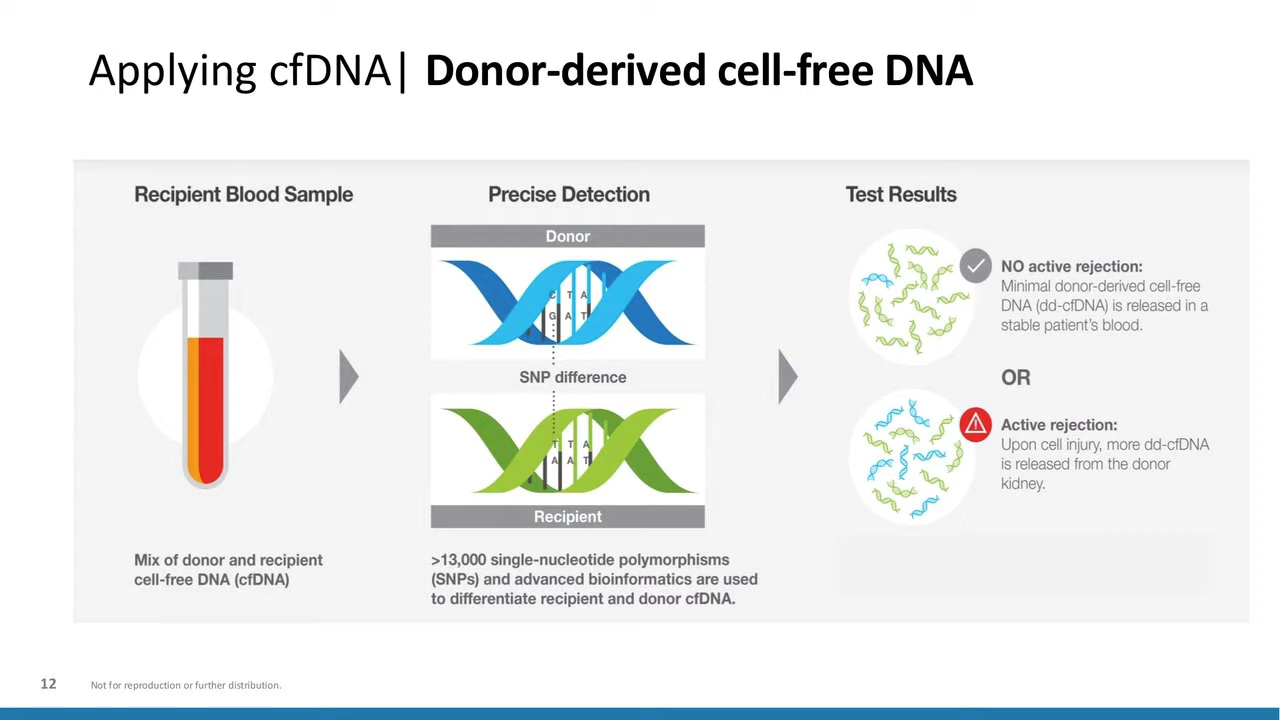 Applying cfDNA| Donor-derived cell-free DNA
Recipient Blood Sample
Mix of donor and recipient
cell-free DNA (cfDNA)
Precise Detection
Donor
C T A
G A T
SNP difference
T T A
A A T
Recipient
>13,000 single-nucleotide polymorphisms
(SNPs) and advanced bioinformatics are used
to differentiate recipient and donor cfDNA.
Test Results
NO active rejection:
Minimal donor-derived cell-free
DNA (dd-cfDNA) is released in a
stable patient's blood.
OR
Active rejection:
Upon cell injury, more dd-cfDNA
is released from the donor
kidney.
12
Not for reproduction or further distribution.